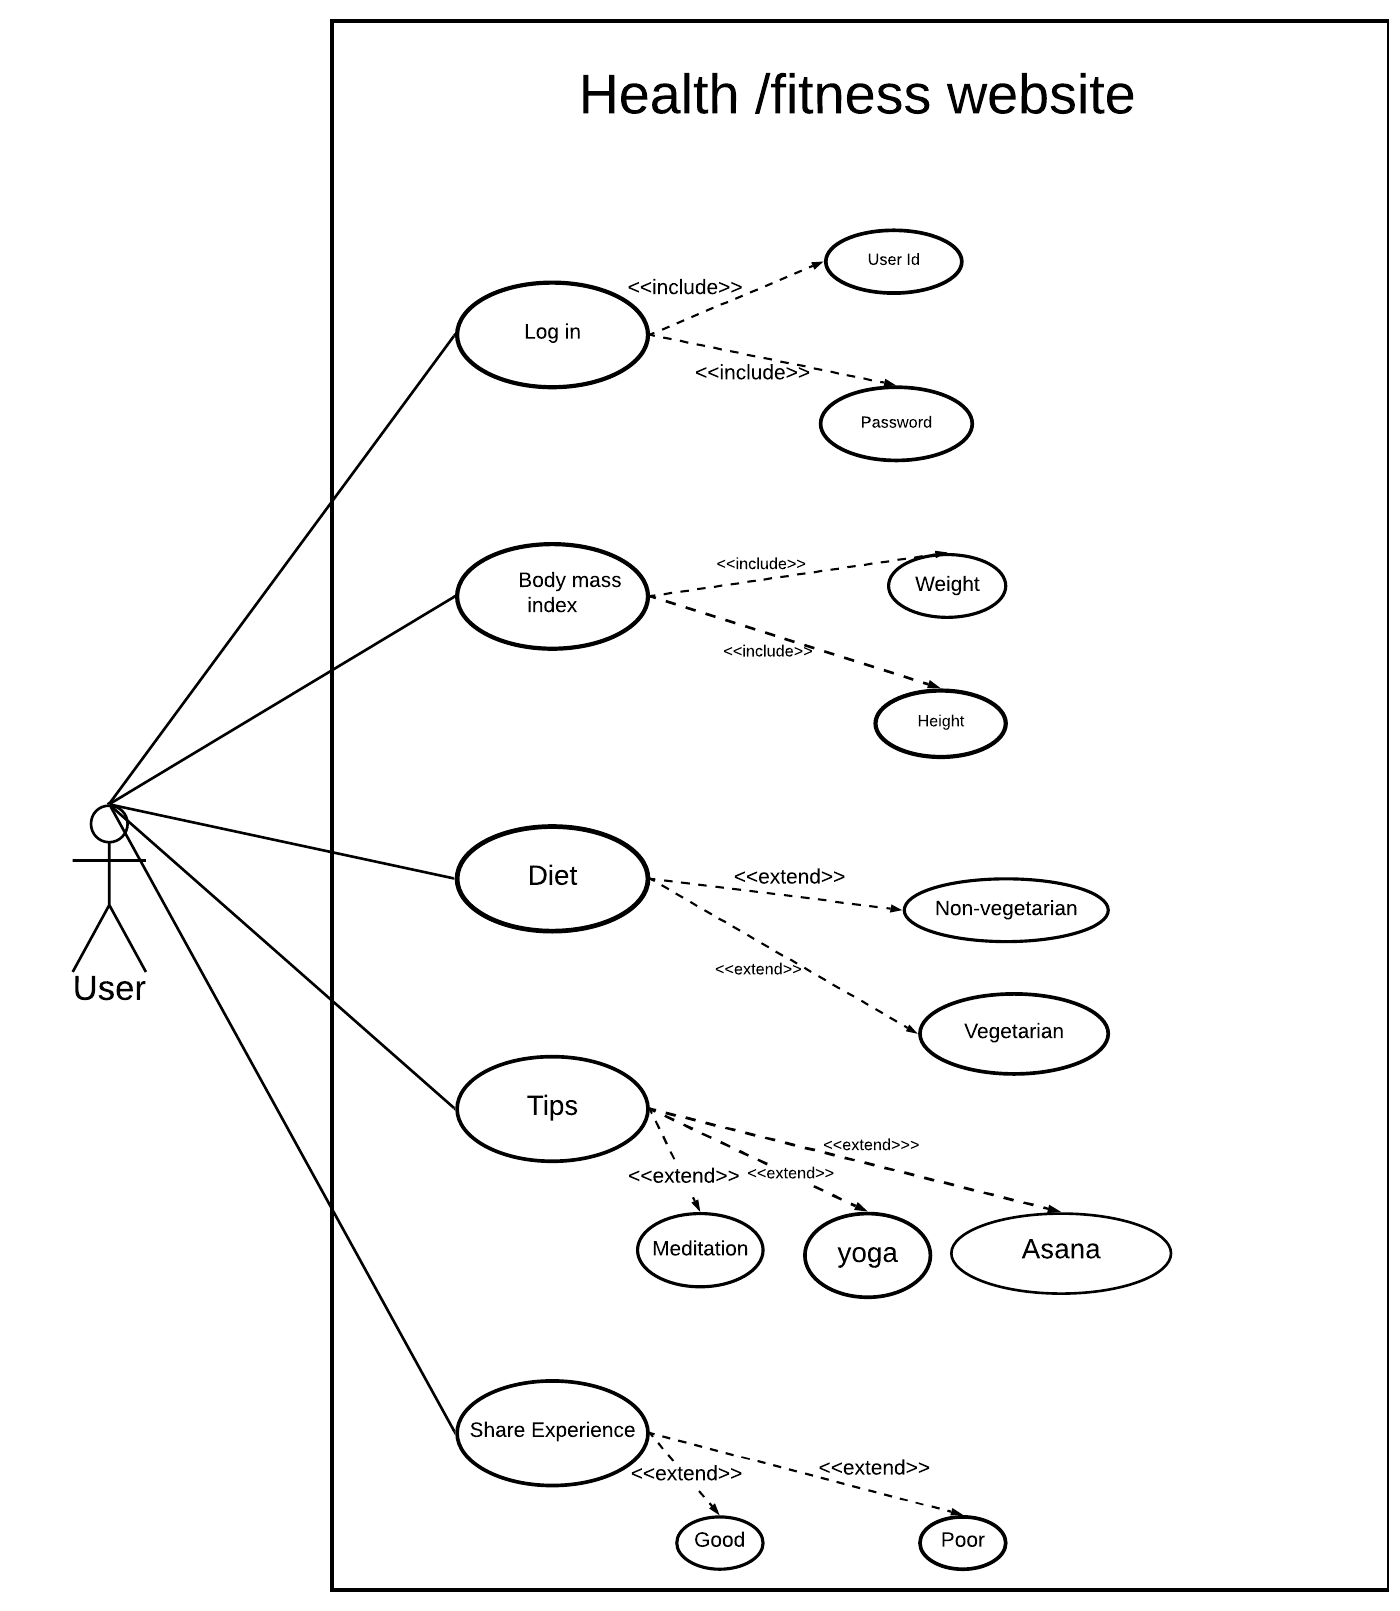 Health /fitness website
User Id
<<include>>
Log in
<<include>>
Password
<<include>>
Body mass
index
Weight
<<include>>
Height
Diet
<<extend>>
Non-vegetarian
<<extend>>
User
Vegetarian
Tips
<<extend>>>
<<extend>>
<<extend>>
Meditation
yoga
Asana
Share Experience
<<extend>>
<<extend>>
Good
Poor